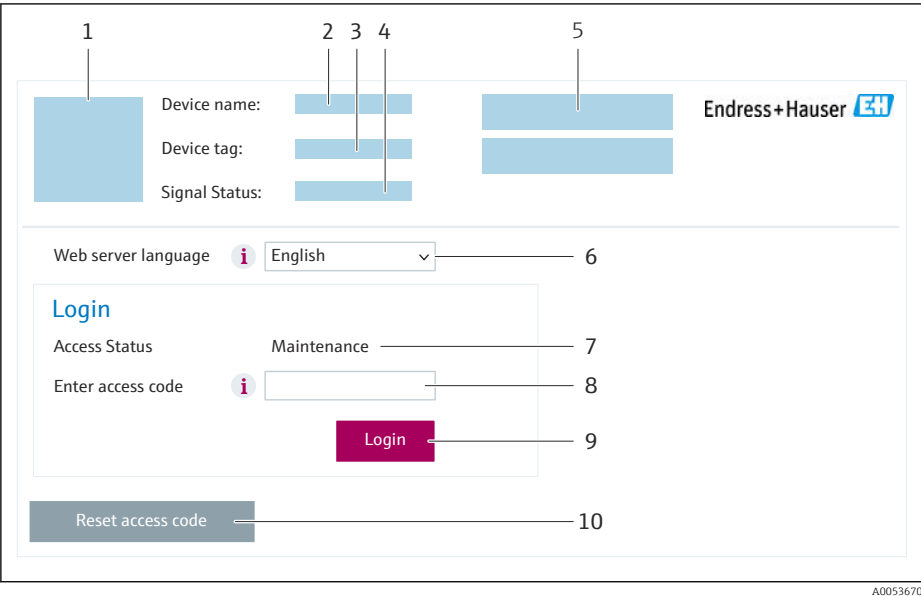 1 2 3 4 5
Device name:
Endress+Hauser EH
Device tag:
Signal Status:
Web server language i English 6
Login
Access Status Maintenance 7
Enter access code i 8
Login 9
Reset access code 10
A0053670